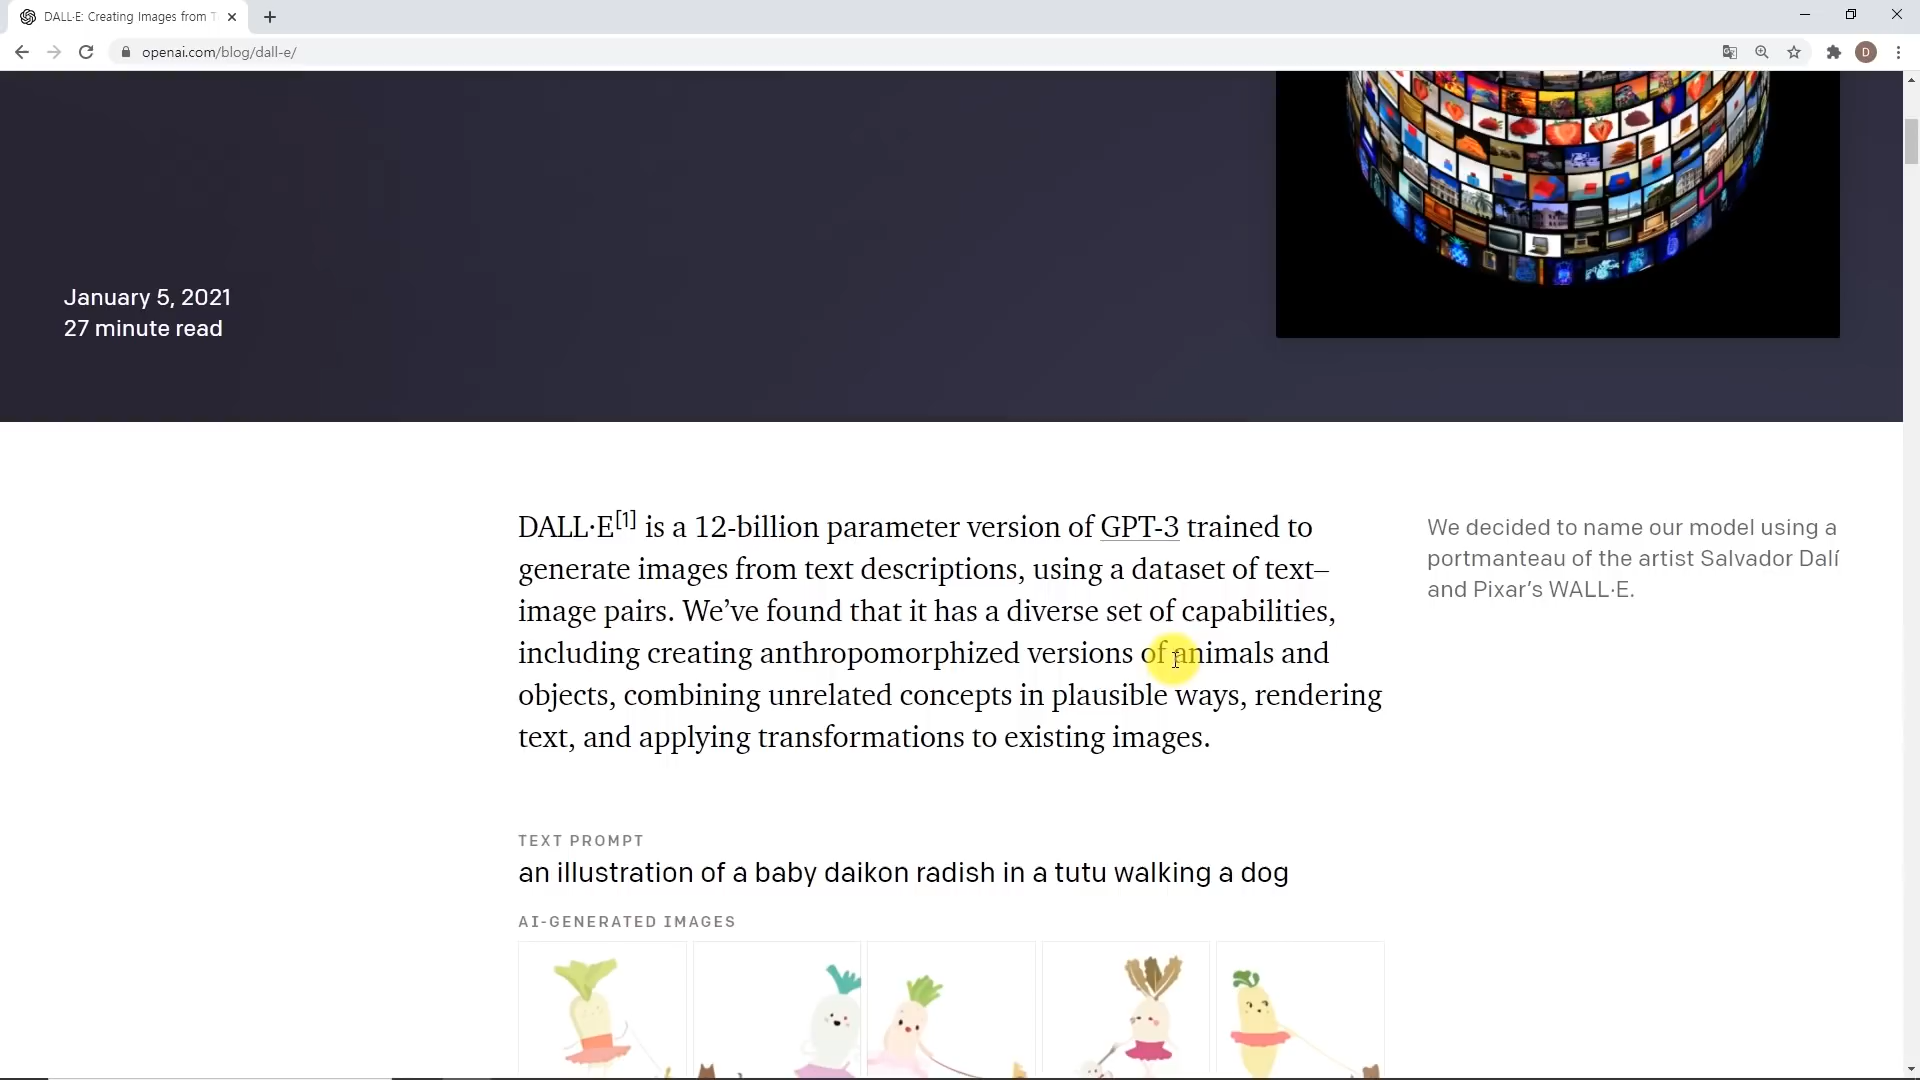 DALL·E: Creating Images from T
openai.com/blog/dall-e/
D
January 5, 2021
27 minute read
DALL·E[1] is a 12-billion parameter version of GPT-3 trained to
generate images from text descriptions, using a dataset of text–
image pairs. We’ve found that it has a diverse set of capabilities,
including creating anthropomorphized versions of animals and
objects, combining unrelated concepts in plausible ways, rendering
text, and applying transformations to existing images.
We decided to name our model using a
portmanteau of the artist Salvador Dalí
and Pixar’s WALL·E.
TEXT PROMPT
an illustration of a baby daikon radish in a tutu walking a dog
AI-GENERATED IMAGES